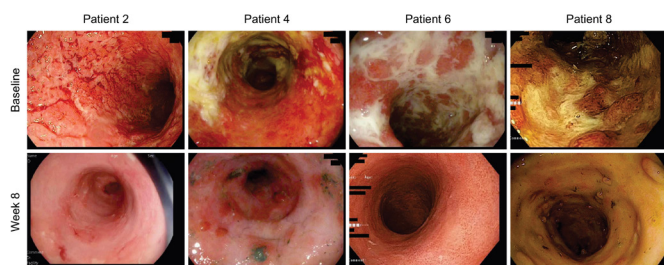 Patient 2
Patient 4
Patient 6
Patient 8
Baseline
Week 8